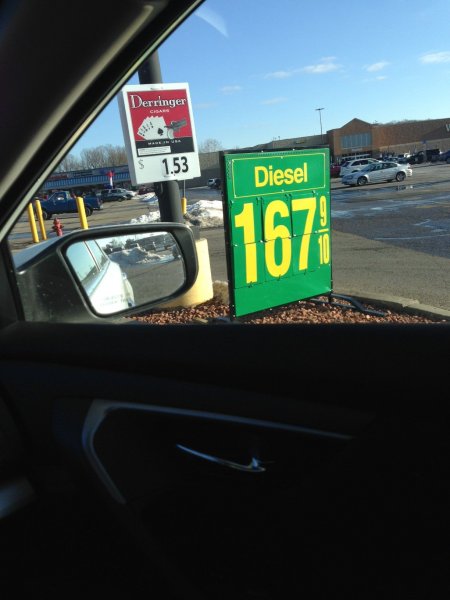 Derringer
CIGARS
MADE IN USA
$ 1.53
Diesel
167 9/10